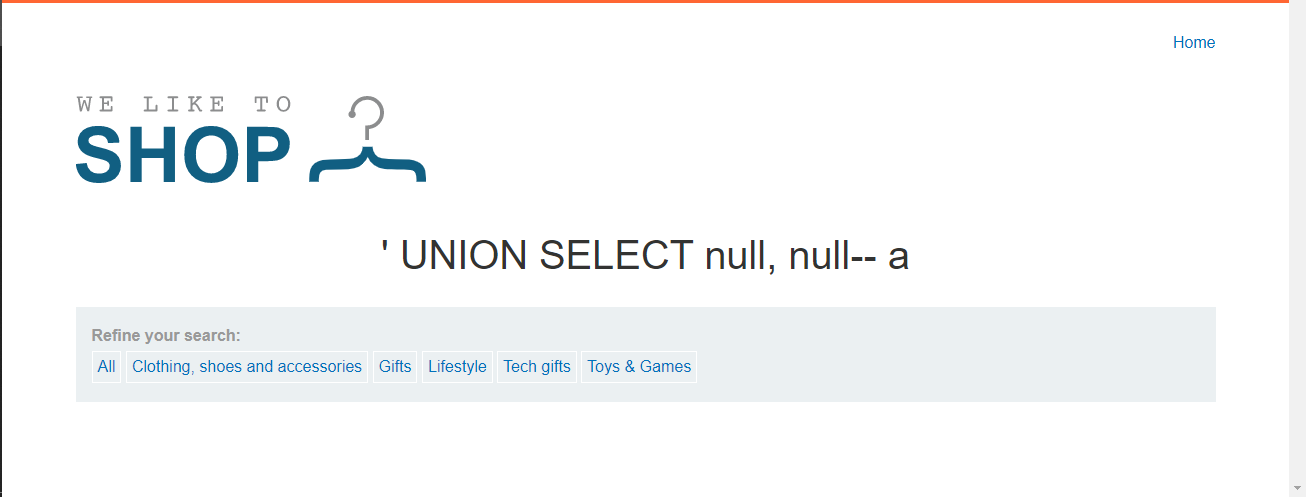 Home
WE LIKE TO
SHOP
' UNION SELECT null, null-- a
Refine your search:
All Clothing, shoes and accessories Gifts Lifestyle Tech gifts Toys & Games